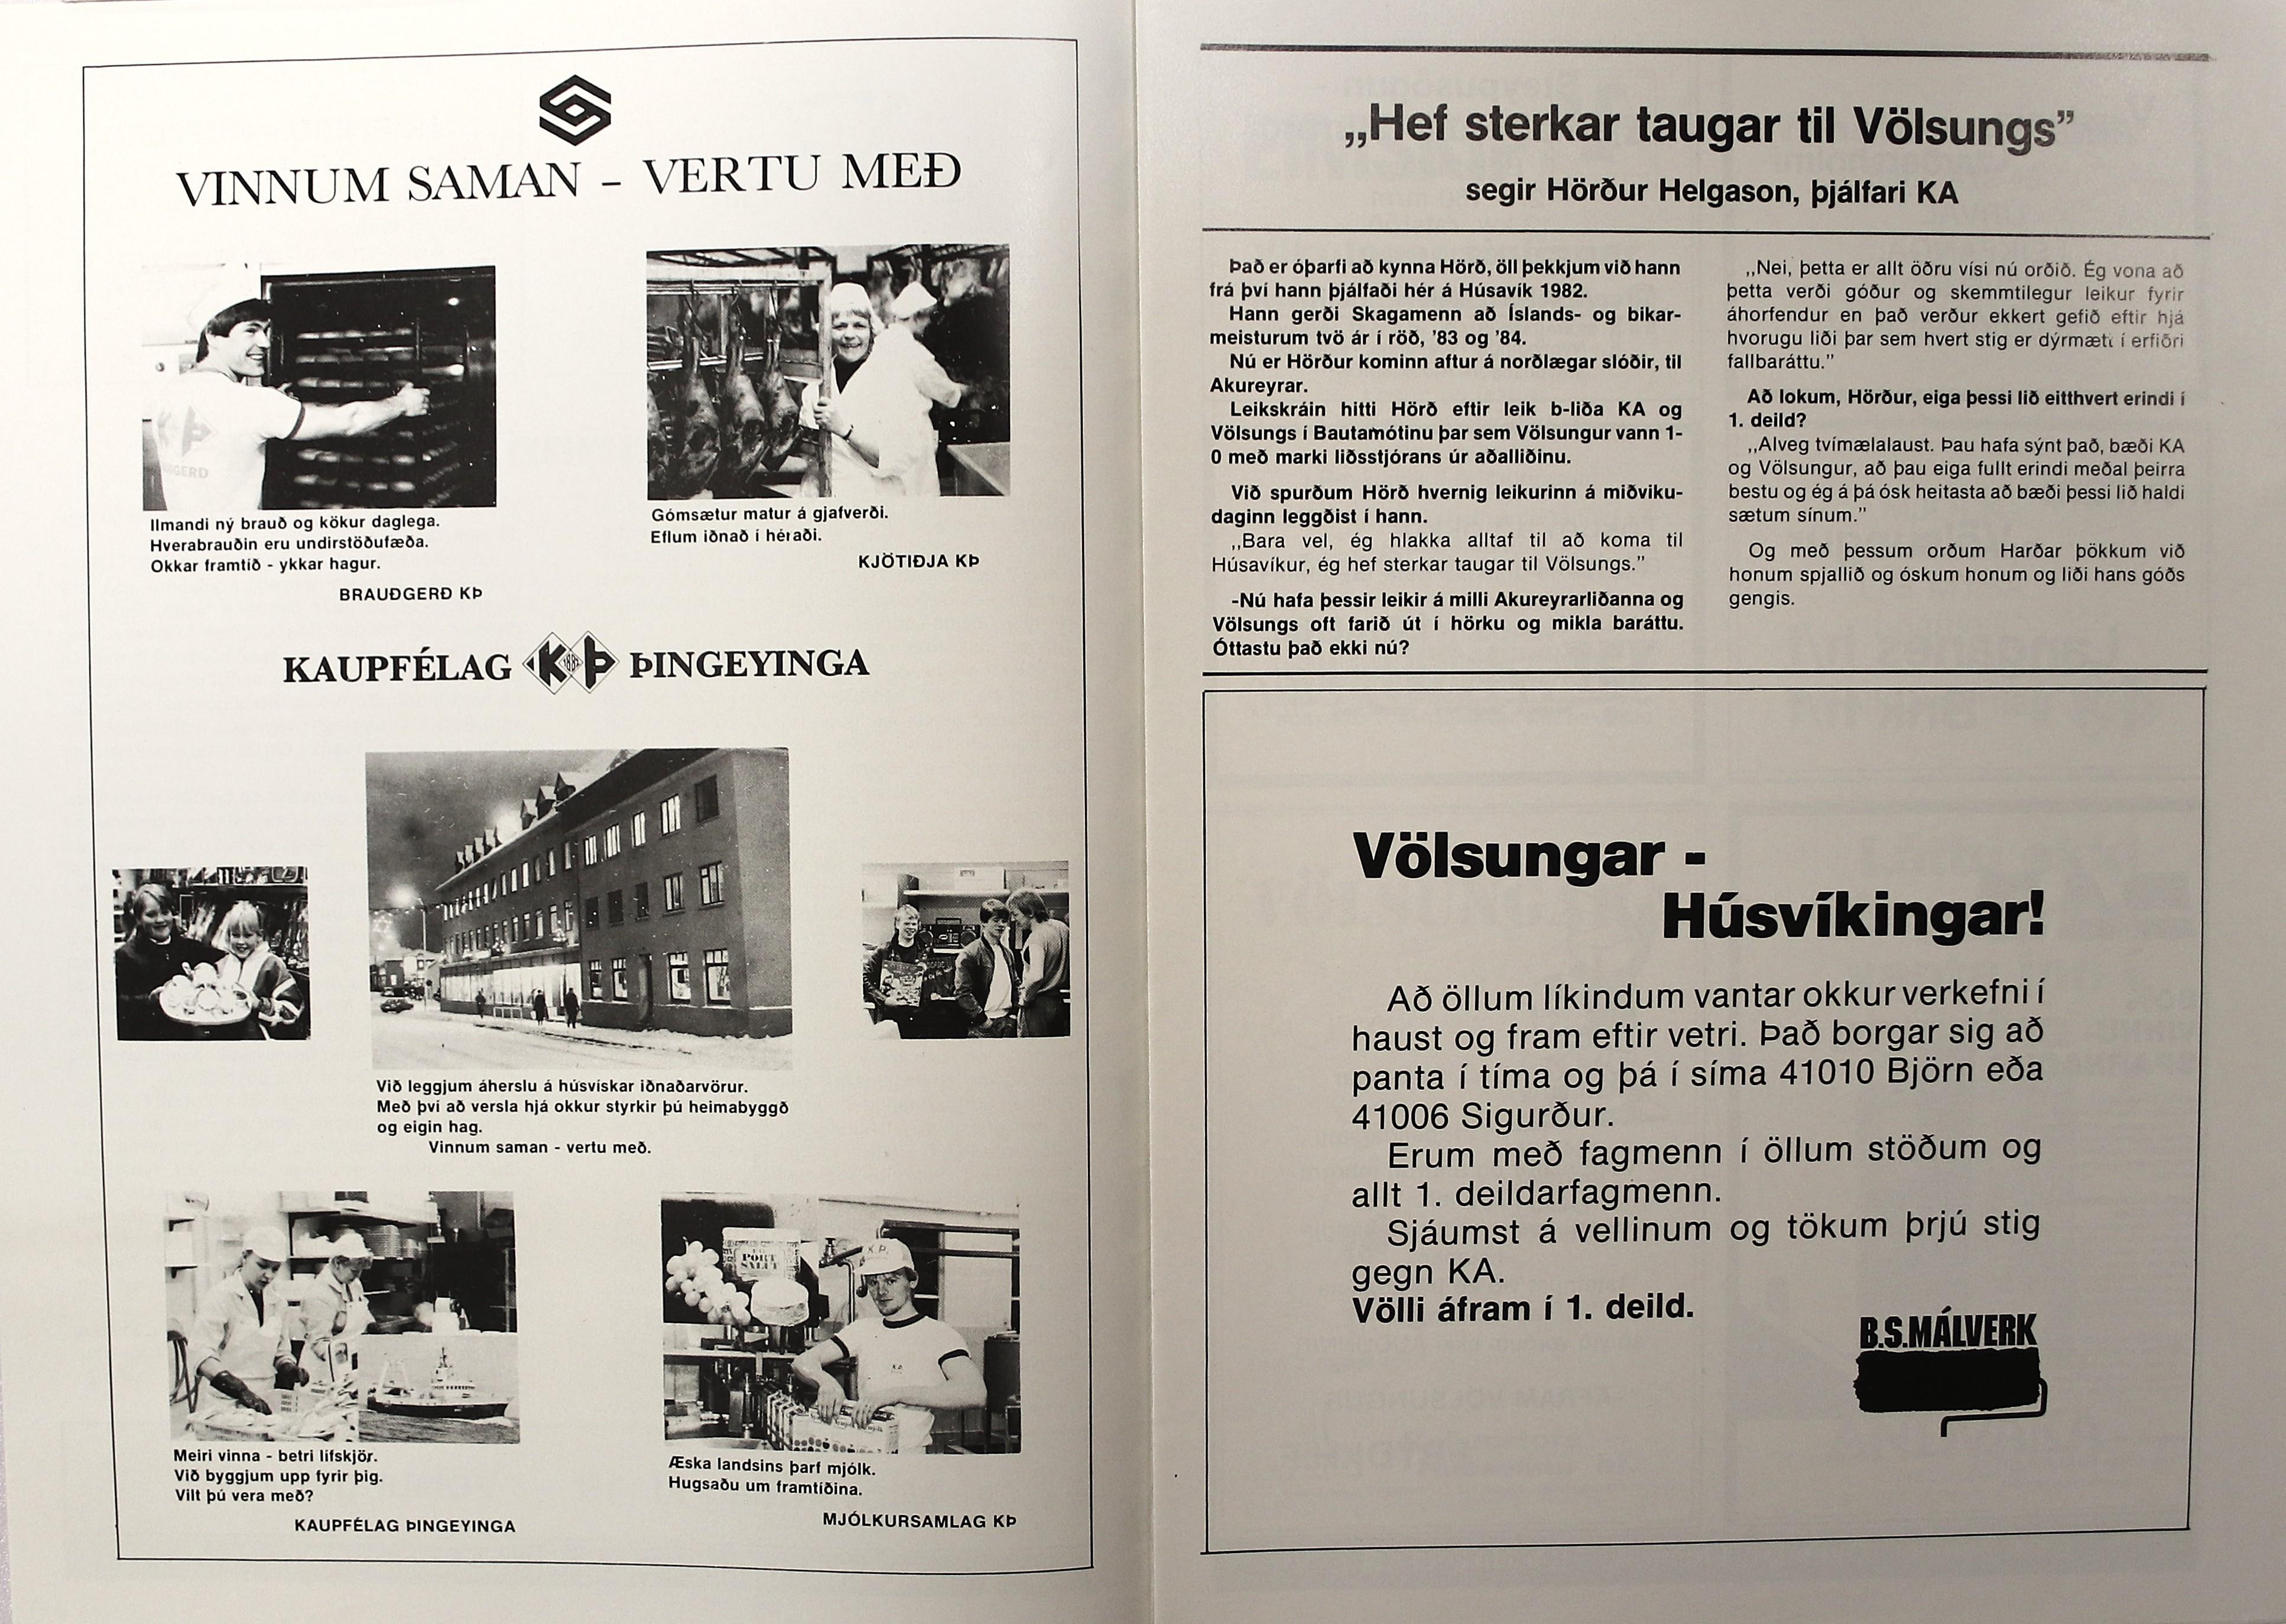 VINNUM SAMAN - VERTU MEÐ
Ilmandi ný brauð og kökur daglega.
Hverabrauðin eru undirstöðufæða.
Okkar framtíð - ykkar hagur.
BRAUÐGERÐ KÞ
Gómsætur matur á gjafverði.
Eflum iðnað í héraði.
KJÖTIÐJA KÞ
KAUPFÉLAG KÞ ÞINGEYINGA
Við leggjum áherslu á húsvískar iðnaðarvörur.
Með því að versla hjá okkur styrkir þú heimabyggð
og eigin hag.
Vinnum saman - vertu með.
Meiri vinna - betri lífskjör.
Við byggjum upp fyrir þig.
Vilt þú vera með?
KAUPFÉLAG ÞINGEYINGA
PORT
SALUT
Æska landsins þarf mjólk.
Hugsaðu um framtíðina.
MJÓLKURSAMLAG KÞ
„Hef sterkar taugar til Völsungs”
segir Hörður Helgason, þjálfari KA
Það er óþarfi að kynna Hörð, öll þekkjum við hann
frá því hann þjálfaði hér á Húsavík 1982.
Hann gerði Skagamenn að Íslands- og bikar-
meisturum tvö ár í röð, ’83 og ’84.
Nú er Hörður kominn aftur á norðlægar slóðir, til
Akureyrar.
Leikskráin hitti Hörð eftir leik b-liða KA og
Völsungs í Bautamótinu þar sem Völsungur vann 1-
0 með marki liðsstjórans úr aðalliðinu.
Við spurðum Hörð hvernig leikurinn á miðviku-
daginn leggðist í hann.
„Bara vel, ég hlakka alltaf til að koma til
Húsavíkur, ég hef sterkar taugar til Völsungs.”
-Nú hafa þessir leikir á milli Akureyrarliðanna og
Völsungs oft farið út í hörku og mikla baráttu.
Óttastu það ekki nú?
„Nei, þetta er allt öðru vísi nú orðið. Ég vona að
þetta verði góður og skemmtilegur leikur fyrir
áhorfendur en það verður ekkert gefið eftir hjá
hvorugu liði þar sem hvert stig er dýrmætt í erfiðri
fallbaráttu.”
Að lokum, Hörður, eiga þessi lið eitthvert erindi í
1. deild?
„Alveg tvímælalaust. Þau hafa sýnt það, bæði KA
og Völsungur, að þau eiga fullt erindi meðal þeirra
bestu og ég á þá ósk heitasta að bæði þessi lið haldi
sætum sínum.”
Og með þessum orðum Harðar þökkum við
honum spjallið og óskum honum og liði hans góðs
gengis.
Völsungar -
Húsvíkingar!
Að öllum líkindum vantar okkur verkefni í
haust og fram eftir vetri. Það borgar sig að
panta í tíma og þá í síma 41010 Björn eða
41006 Sigurður.
Erum með fagmenn í öllum stöðum og
allt 1. deildarfagmenn.
Sjáumst á vellinum og tökum þrjú stig
gegn KA.
Völli áfram í 1. deild.
B.S.MÁLVERK